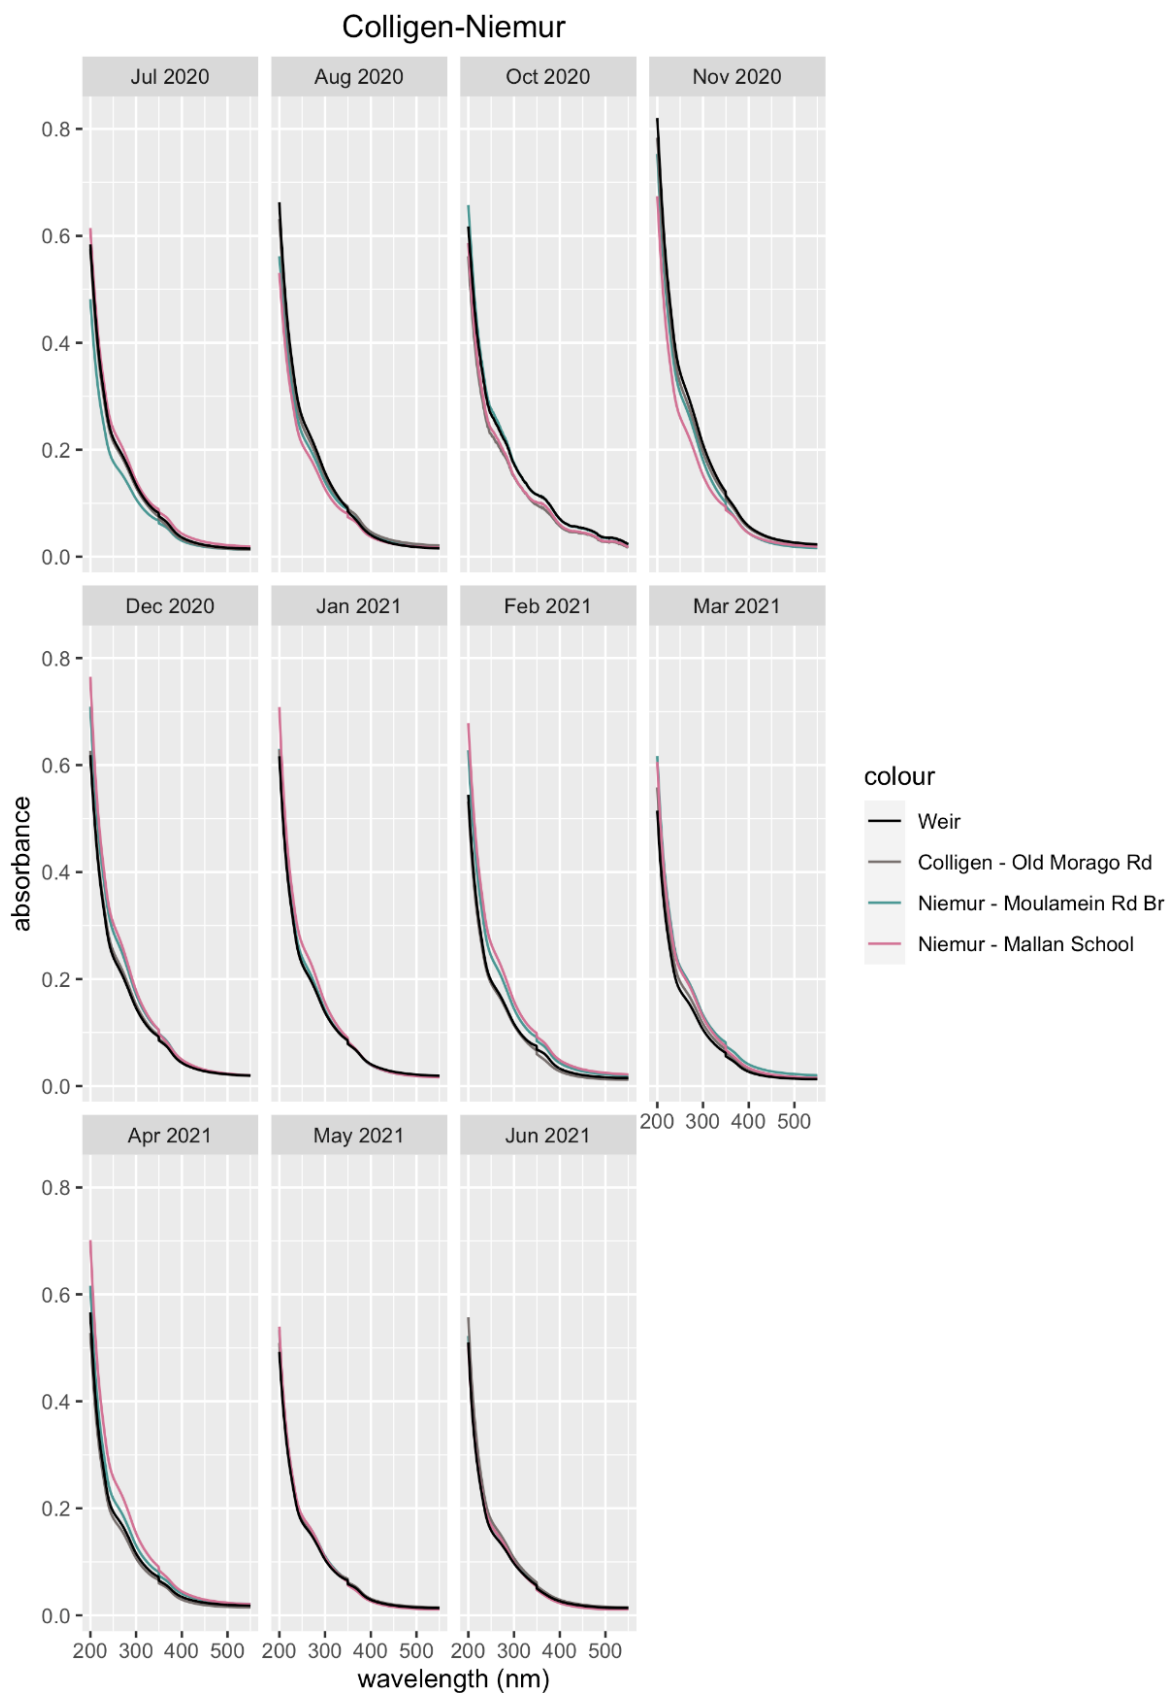 Colligen-Niemur
Jul 2020 Aug 2020 Oct 2020 Nov 2020
0.8
0.6
0.4
0.2
0.0
Dec 2020 Jan 2021 Feb 2021 Mar 2021
0.8
0.6
0.4
0.2
0.0
200 300 400 500
Apr 2021 May 2021 Jun 2021
0.8
0.6
0.4
0.2
0.0
200 300 400 500 200 300 400 500 200 300 400 500
wavelength (nm)
absorbance
colour
Weir
Colligen - Old Morago Rd
Niemur - Moulamein Rd Br
Niemur - Mallan School